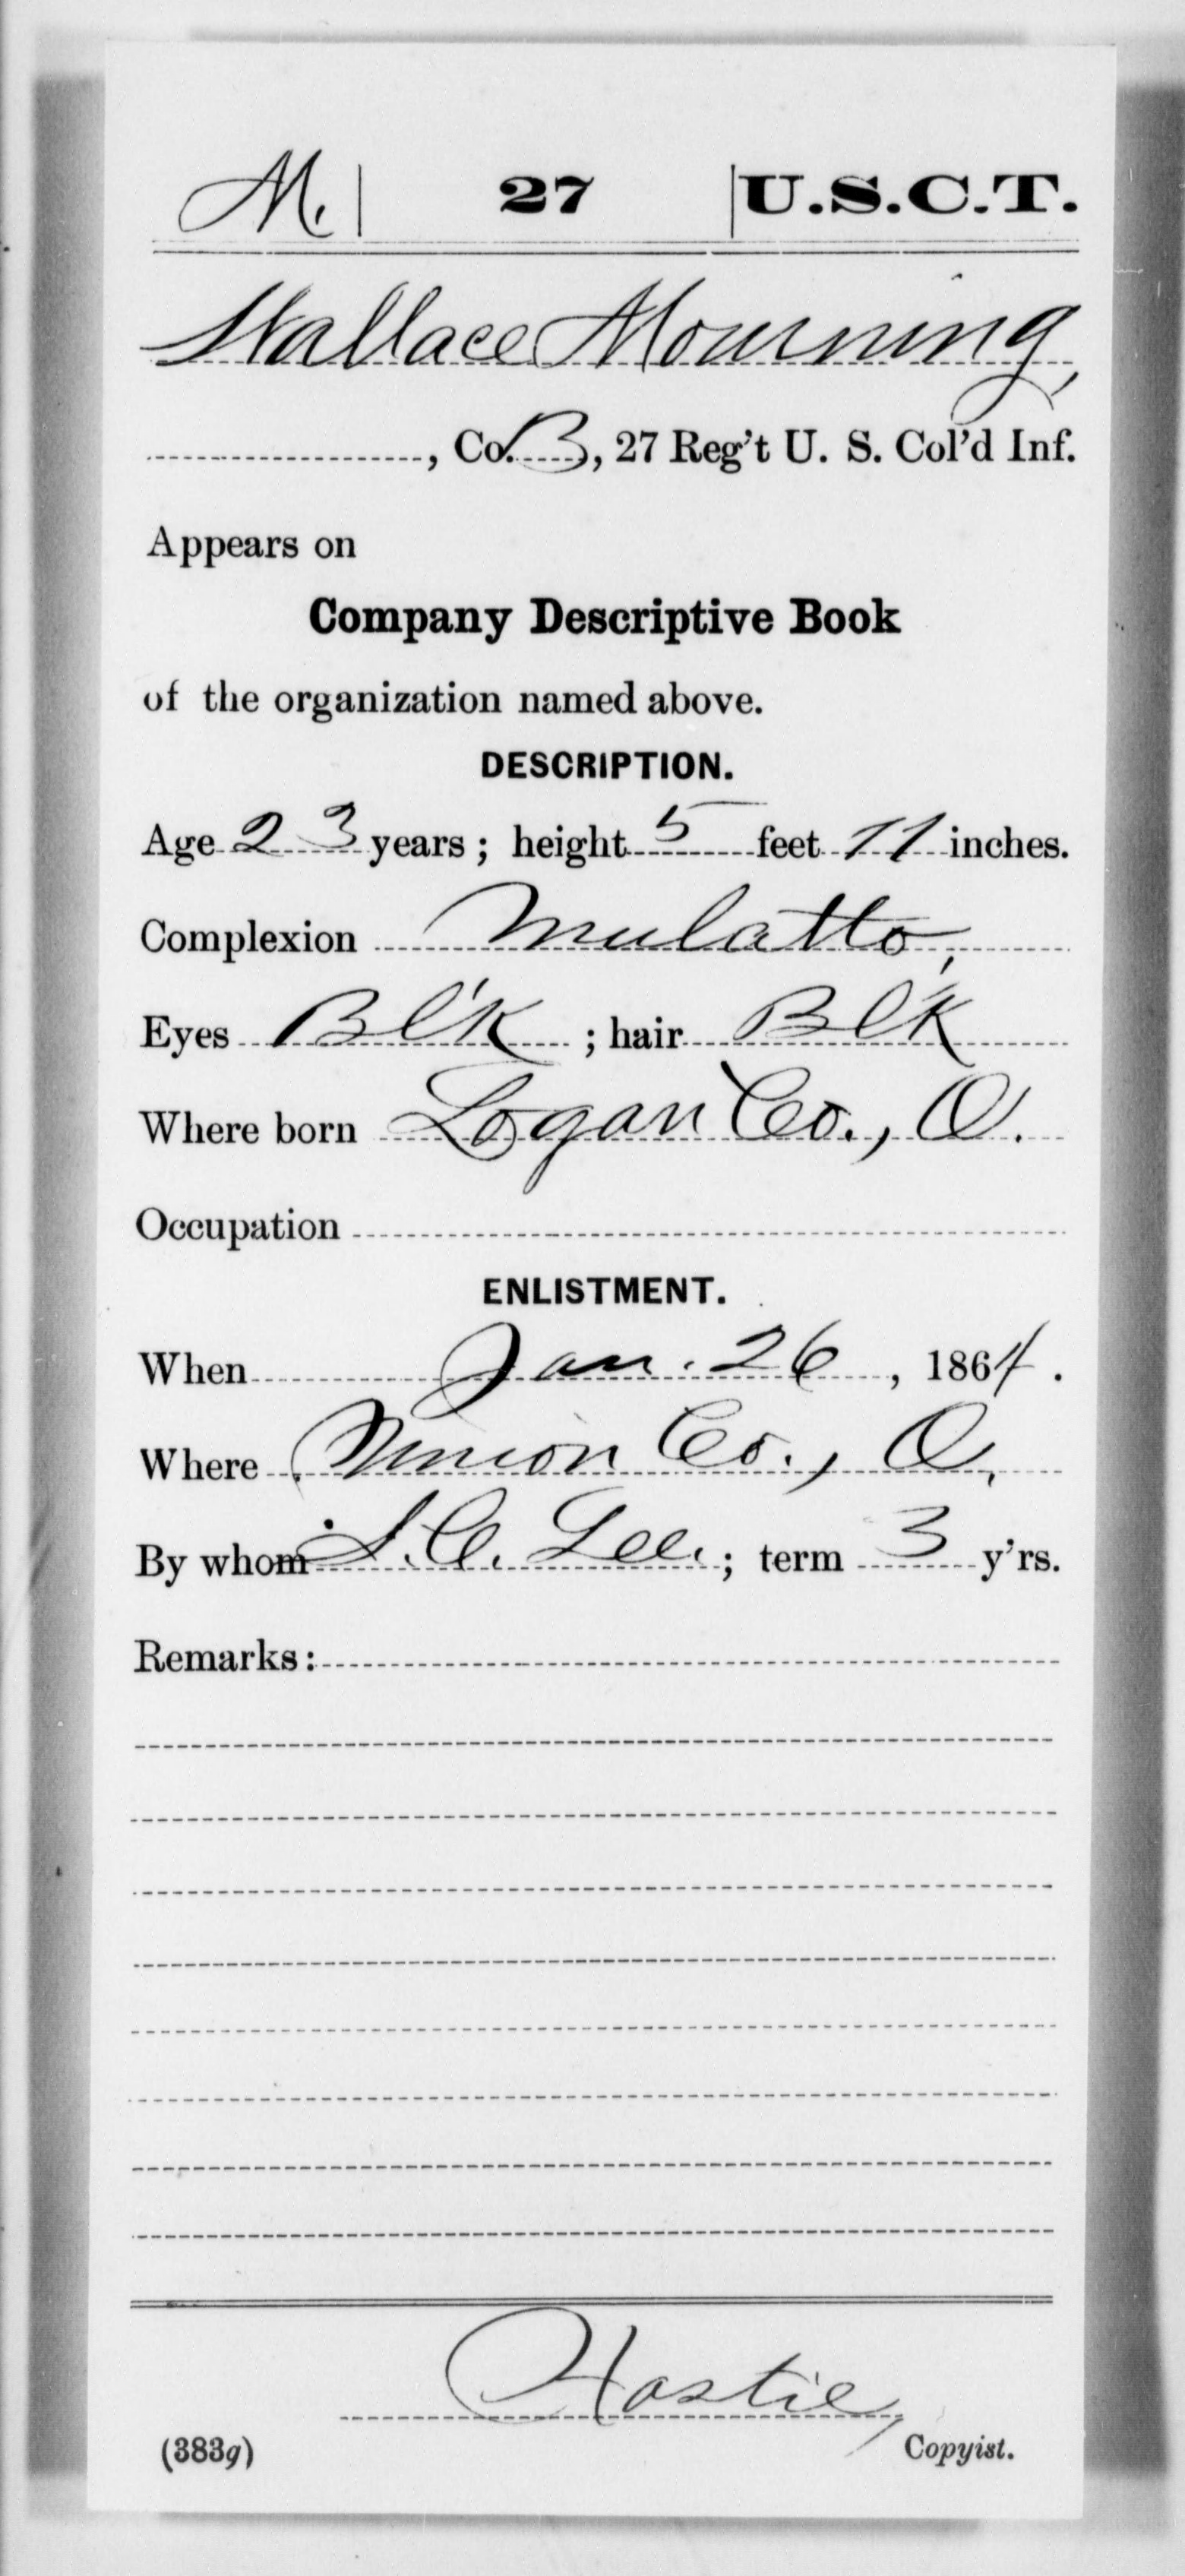 M. | 27 | U.S.C.T.
Wallace Mourning,
, Co. B, 27 Reg't U. S. Col'd Inf.
Appears on
Company Descriptive Book
of the organization named above.
DESCRIPTION.
Age 23 years; height 5 feet 11 inches.
Complexion Mulatto,
Eyes Bl'k ; hair Bl'k
Where born Logan Co., O.
Occupation
ENLISTMENT.
When Jan. 26, 1864.
Where Union Co., O,
By whom S. C. Lee.; term 3 y'rs.
Remarks:
Hastie,
(383g) Copyist.